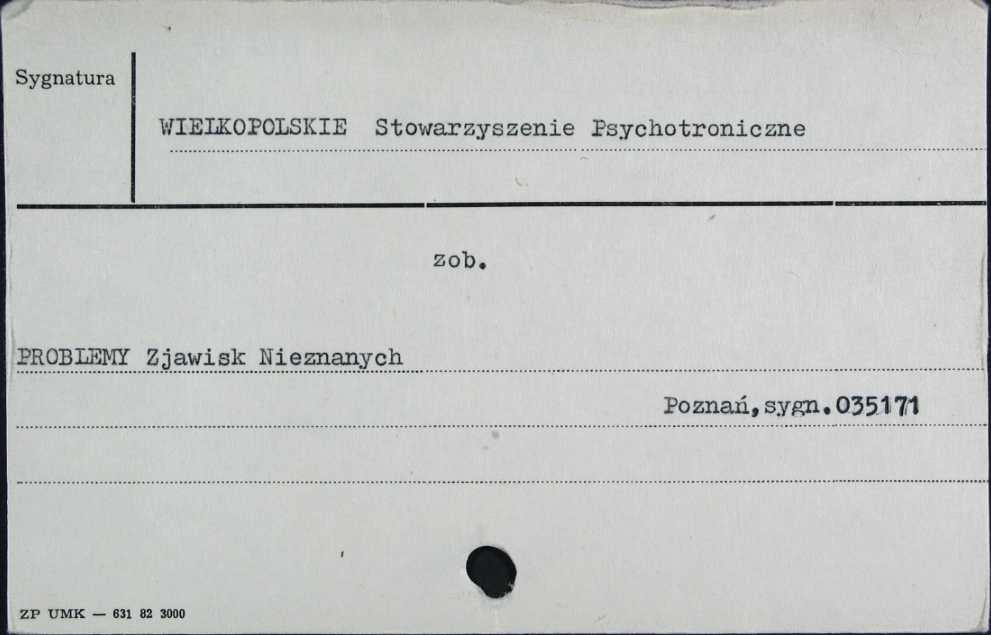 Sygnatura
WIELKOPOLSKIE Stowarzyszenie Psychotroniczne
zob.
PROBLEMY Zjawisk Nieznanych
Poznań,sygn.035171
ZP UMK — 631 82 3000